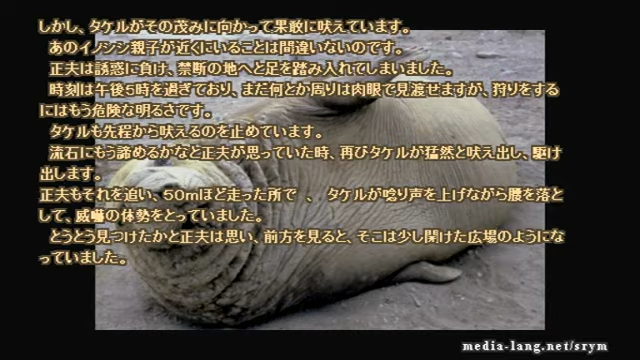 しかし、タケルがその茂みに向かって果敢に吠えています。
あのイノシシ親子が近くにいることは間違いないのです。
正夫は誘惑に負け、禁断の地へと足を踏み入れてしまいました。
時刻は午後5時を過ぎており、まだ何とか周りは肉眼で見渡せますが、狩りをする
にはもう危険な明るさです。
タケルも先程から吠えるのを止めています。
流石にもう諦めるかなと正夫が思っていた時、再びタケルが猛然と吠え出し、駆け
出します。
正夫もそれを追い、50mほど走った所で 、 タケルが唸り声を上げながら腰を落と
して、威嚇の体勢をとっていました。
とうとう見つけたかと正夫は思い、前方を見ると、そこは少し開けた広場のようにな
っていました。
media-lang.net/srym